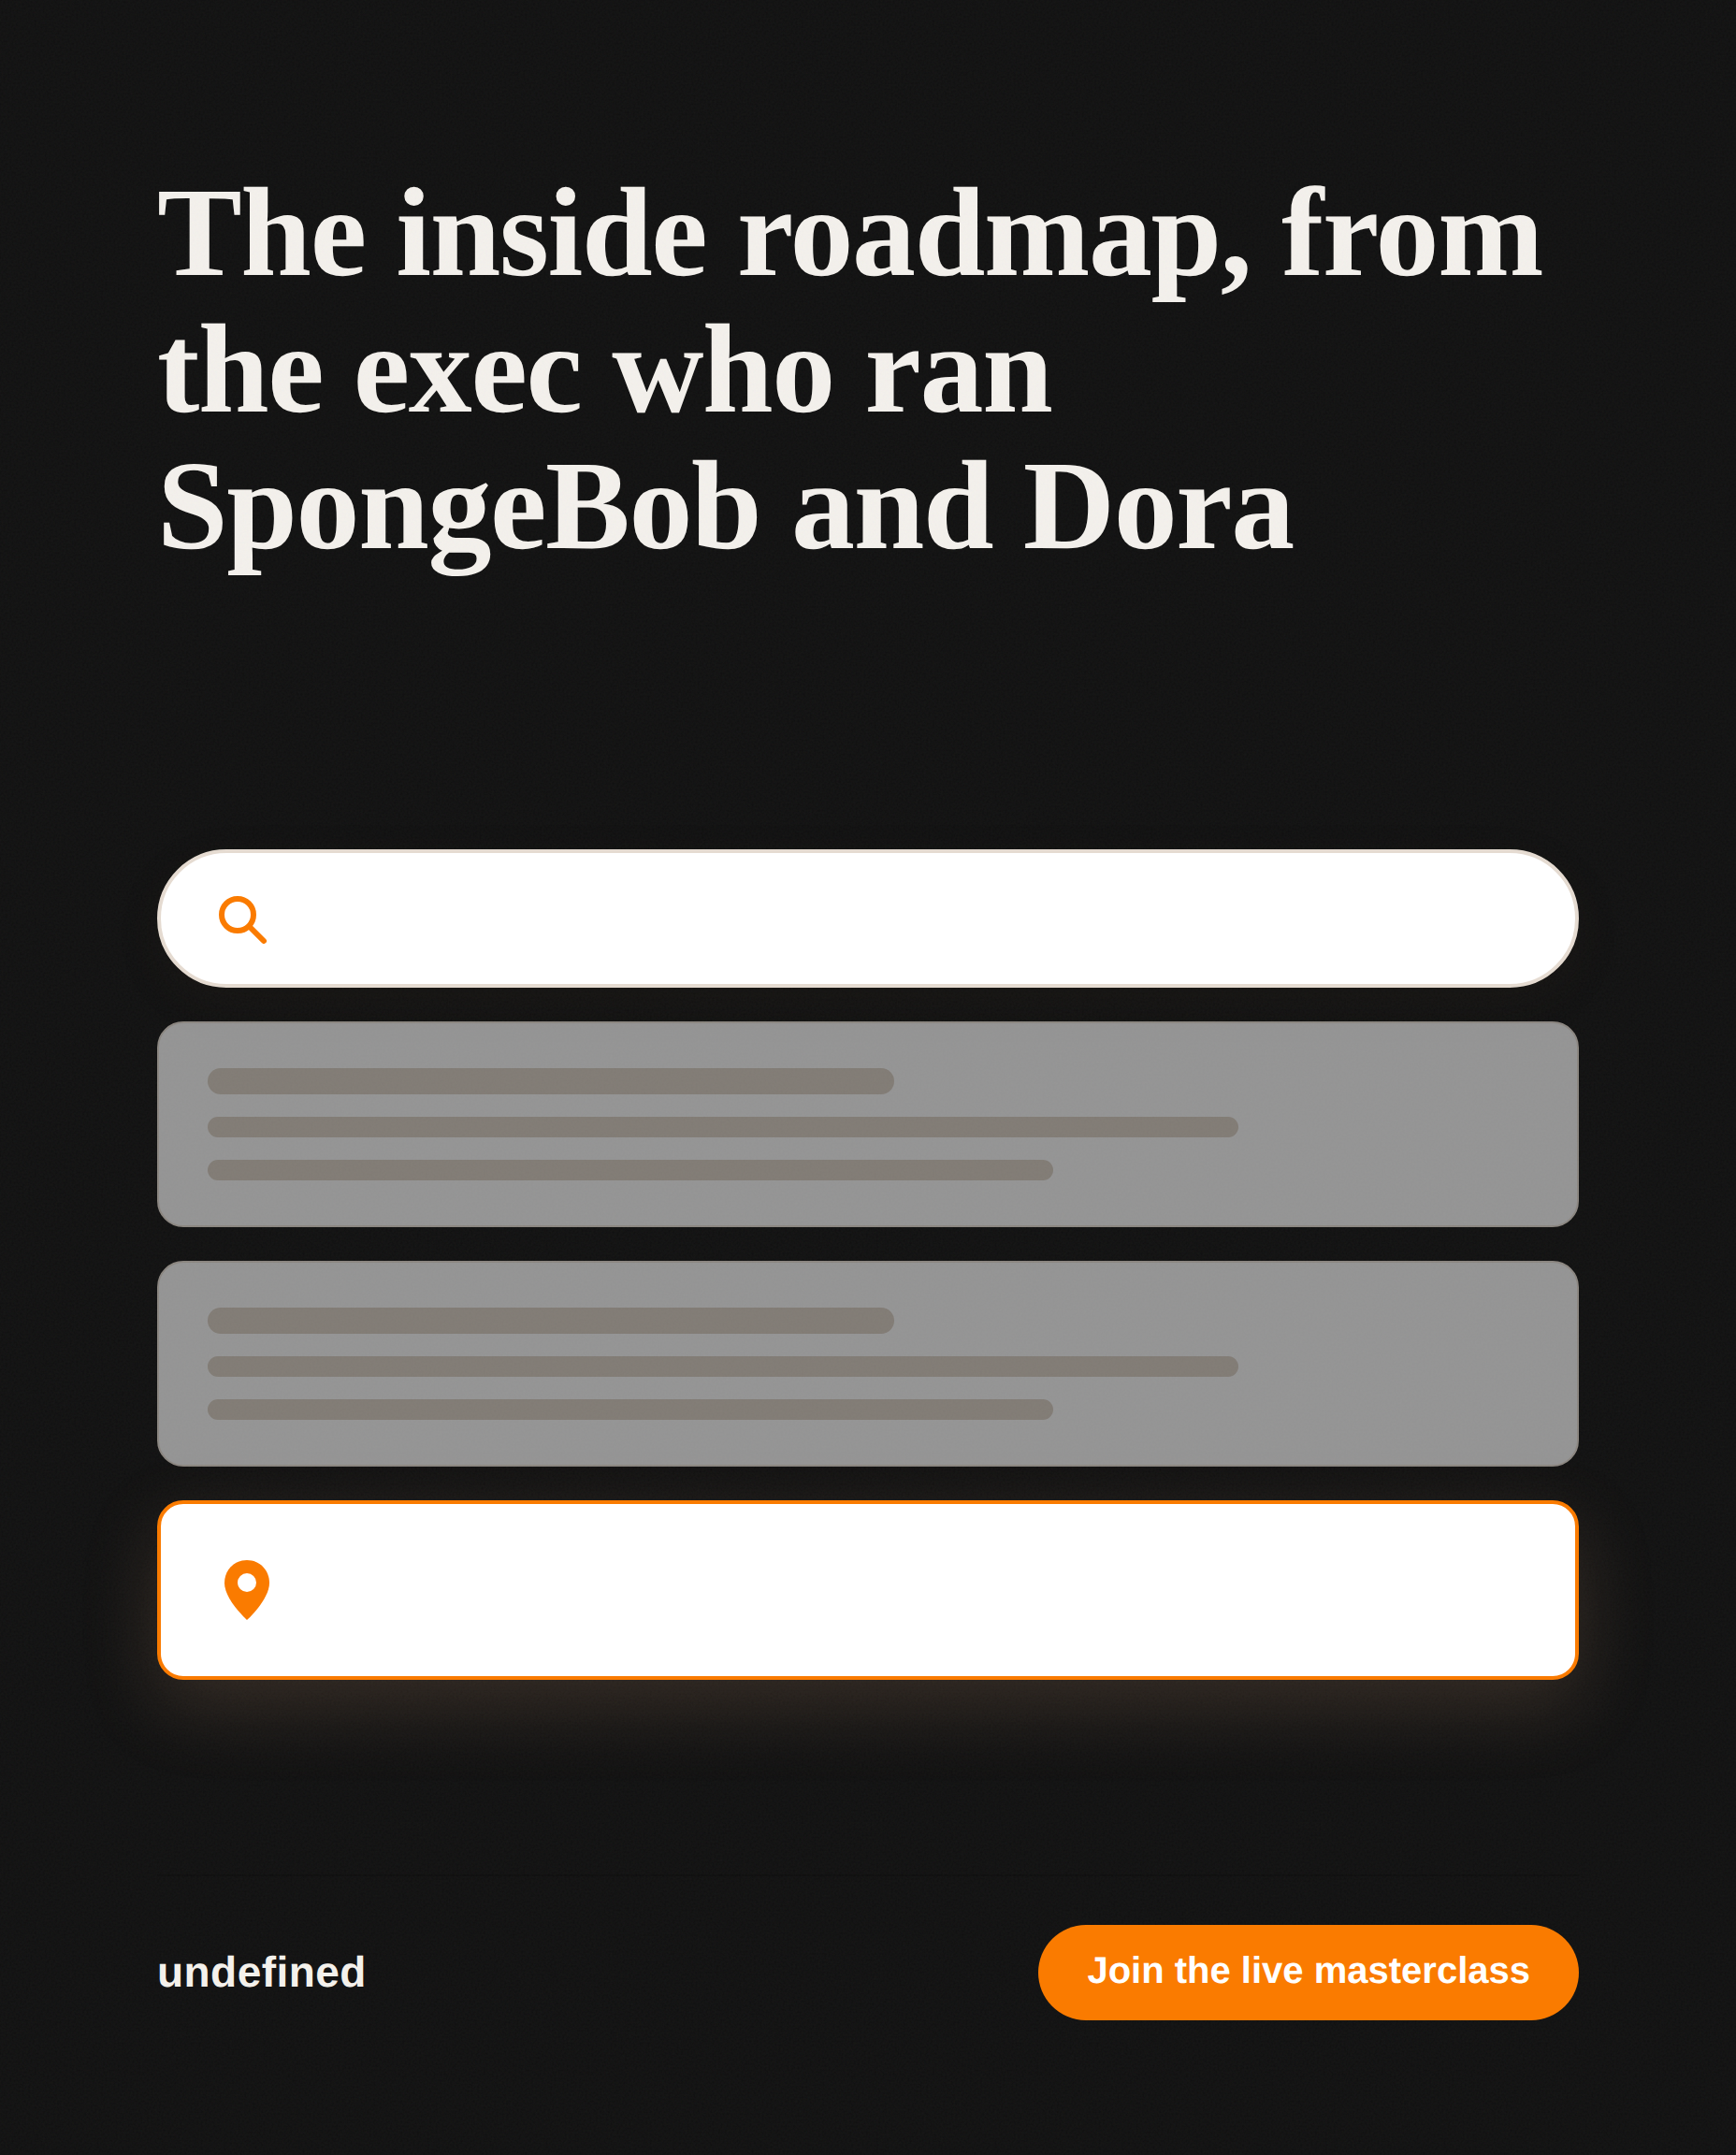 The inside roadmap, from
the exec who ran
SpongeBob and Dora
undefined
Join the live masterclass